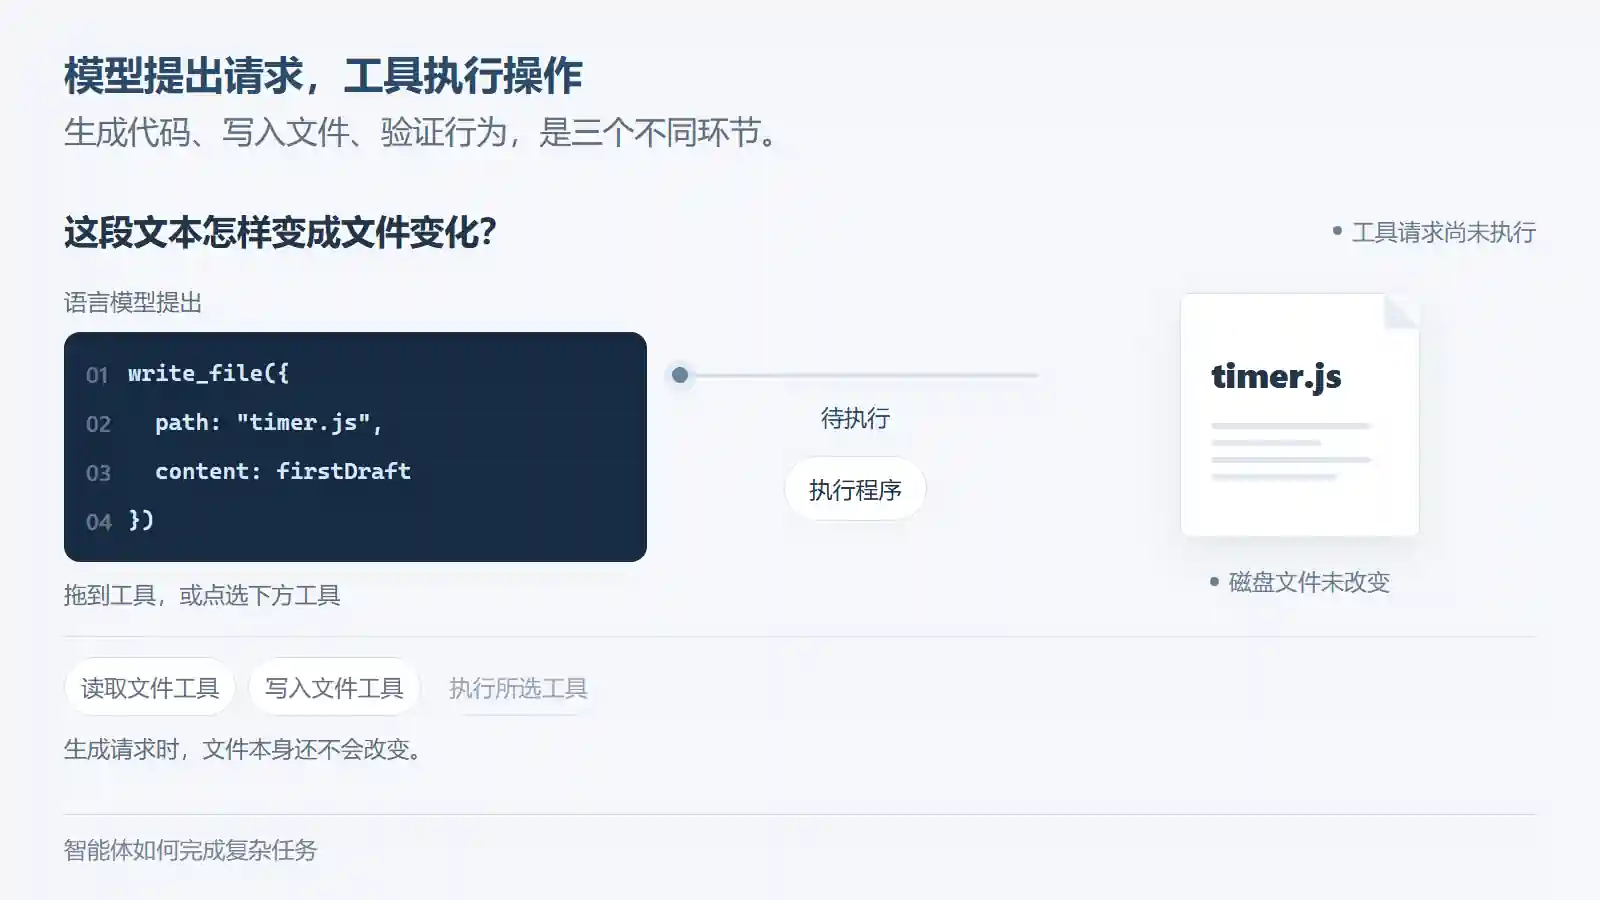 模型提出请求，工具执行操作
生成代码、写入文件、验证行为，是三个不同环节。
这段文本怎样变成文件变化？
工具请求尚未执行
语言模型提出
01 write_file({
02 path: "timer.js",
03 content: firstDraft
04 })
待执行
执行程序
timer.js
磁盘文件未改变
拖到工具，或点选下方工具
读取文件工具 写入文件工具 执行所选工具
生成请求时，文件本身还不会改变。
智能体如何完成复杂任务